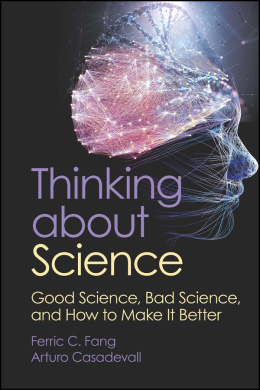 Thinking
about
Science
Good Science, Bad Science,
and How to Make It Better
Ferric C. Fang
Arturo Casadevall